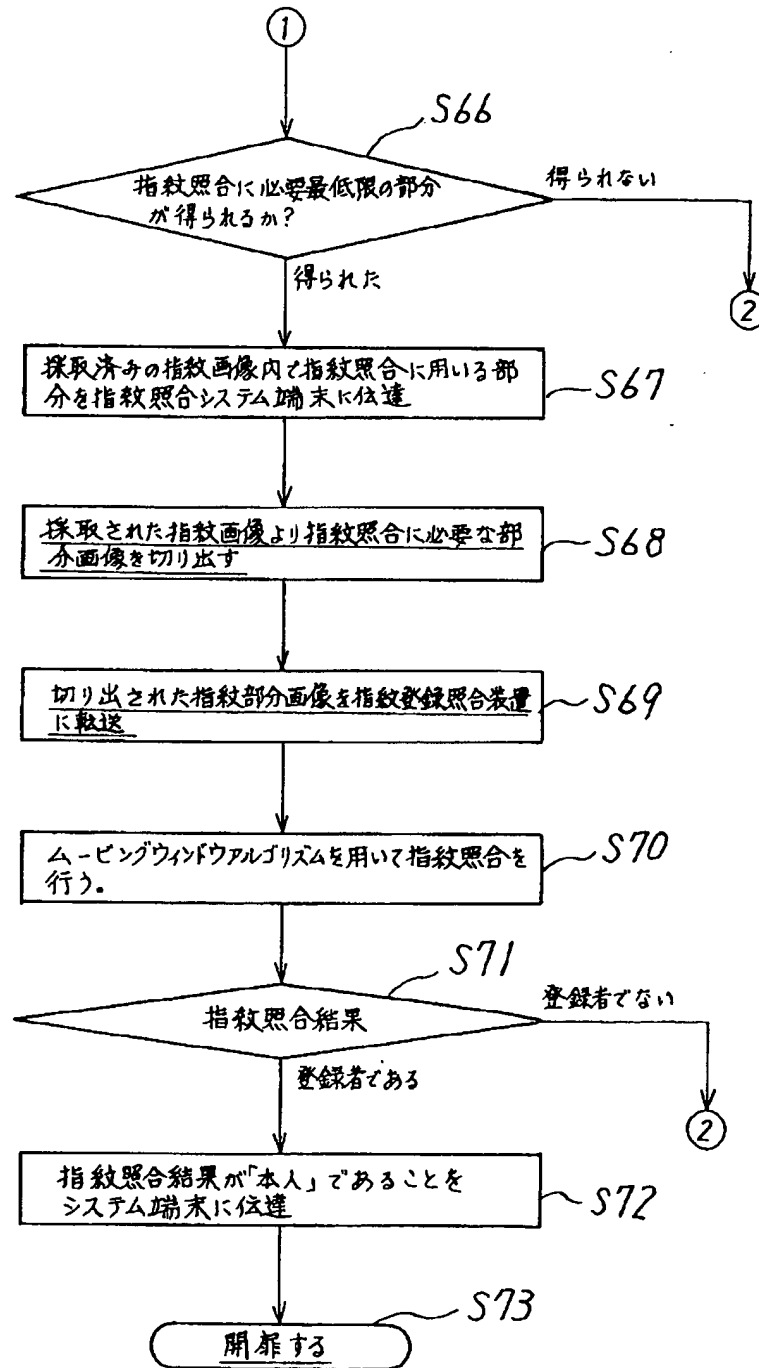 ①
S66
指紋照合に必要最低限の部分
が得られるか?
得られない
得られた
②
採取済みの指紋画像内で指紋照合に用いる部
分を指紋照合システム端末に伝達
S67
採取された指紋画像より指紋照合に必要な部
分画像を切り出す
S68
切り出された指紋部分画像を指紋登録照合装置
に転送
S69
ムービングウィンドウアルゴリズムを用いて指紋照合を
行う。
S70
S71
指紋照合結果
登録者でない
登録者である
②
指紋照合結果が「本人」であることを
システム端末に伝達
S72
S73
開扉する